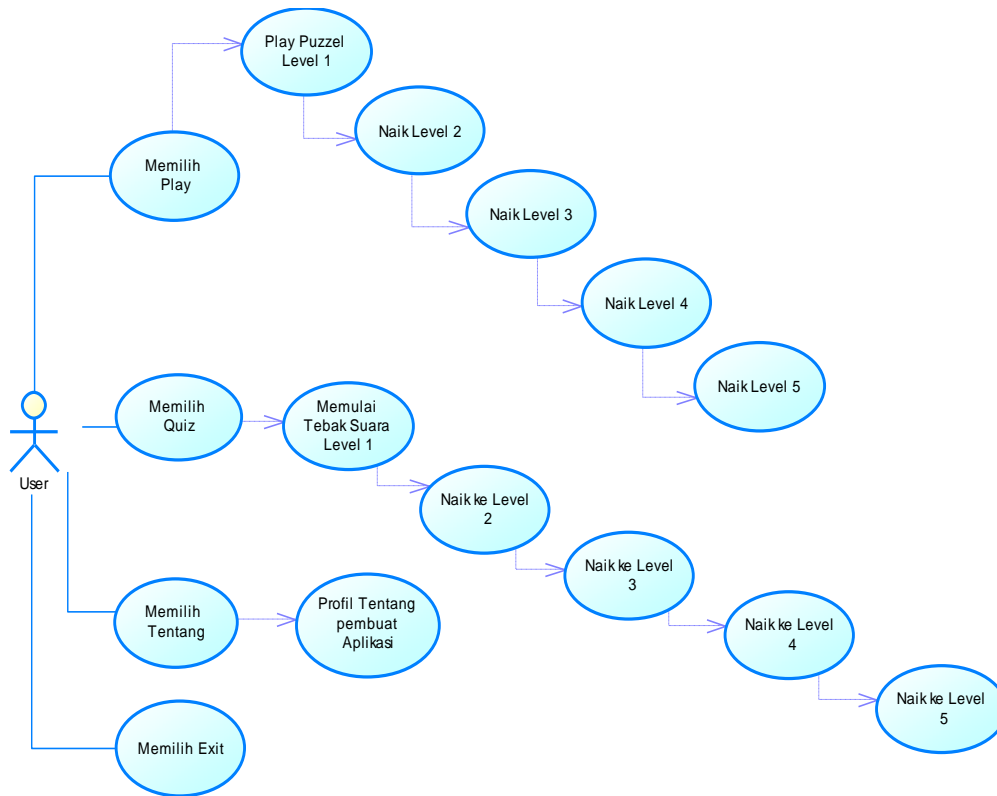 Play Puzzel
Level 1
Naik Level 2
Memilih
Play
Naik Level 3
Naik Level 4
Naik Level 5
Memilih
Quiz
Memulai
Tebak Suara
Level 1
User
Naik ke Level
2
Naik ke Level
3
Memilih
Tentang
Profil Tentang
pembuat
Aplikasi
Naik ke Level
4
Naik ke Level
5
Memilih Exit